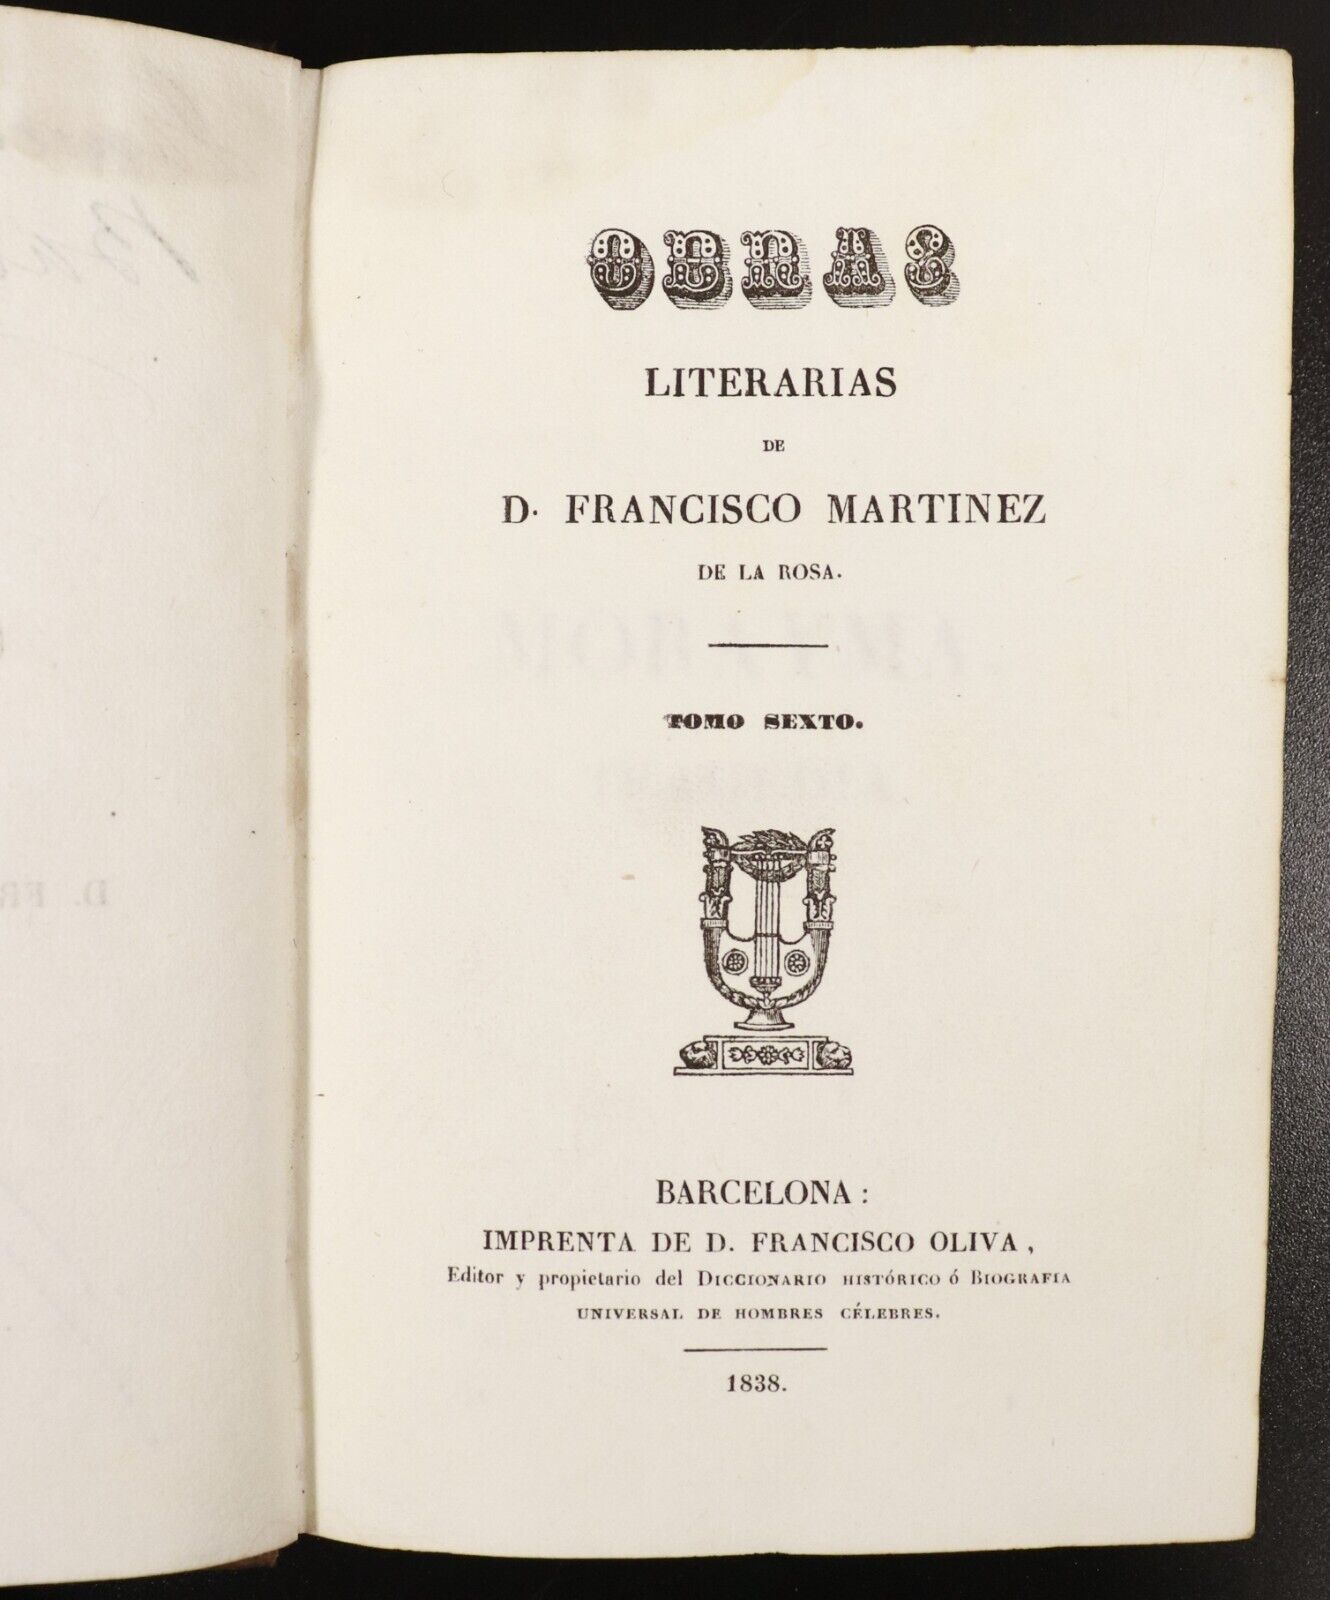 OBRAS
LITERARIAS
DE
D. FRANCISCO MARTINEZ
DE LA ROSA.
TOMO SEXTO.
BARCELONA:
IMPRENTA DE D. FRANCISCO OLIVA,
Editor y propietario del DICCIONARIO HISTÓRICO ó BIOGRAFIA
UNIVERSAL DE HOMBRES CÉLEBRES.
1838.